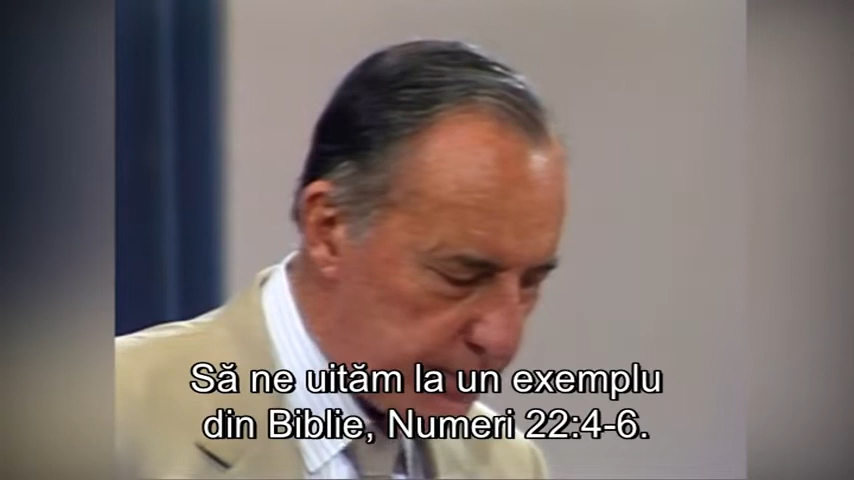 Să ne uităm la un exemplu
din Biblie, Numeri 22:4-6.